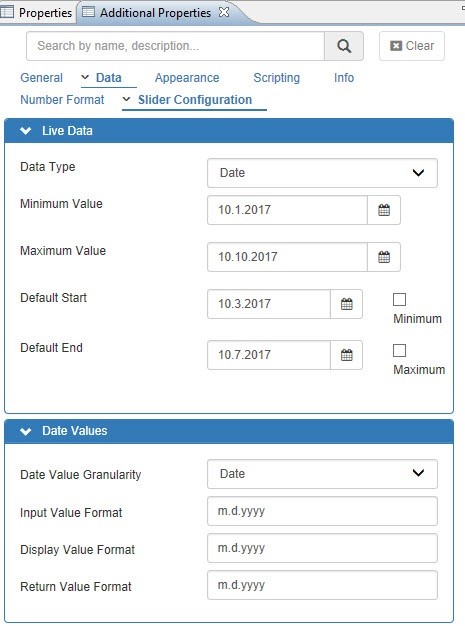 Properties
Additional Properties
Search by name, description...
Clear
General
Data
Appearance
Scripting
Info
Number Format
Slider Configuration
Live Data
Data Type
Date
Minimum Value
10.1.2017
Maximum Value
10.10.2017
Default Start
10.3.2017
Minimum
Default End
10.7.2017
Maximum
Date Values
Date Value Granularity
Date
Input Value Format
m.d.yyyy
Display Value Format
m.d.yyyy
Return Value Format
m.d.yyyy